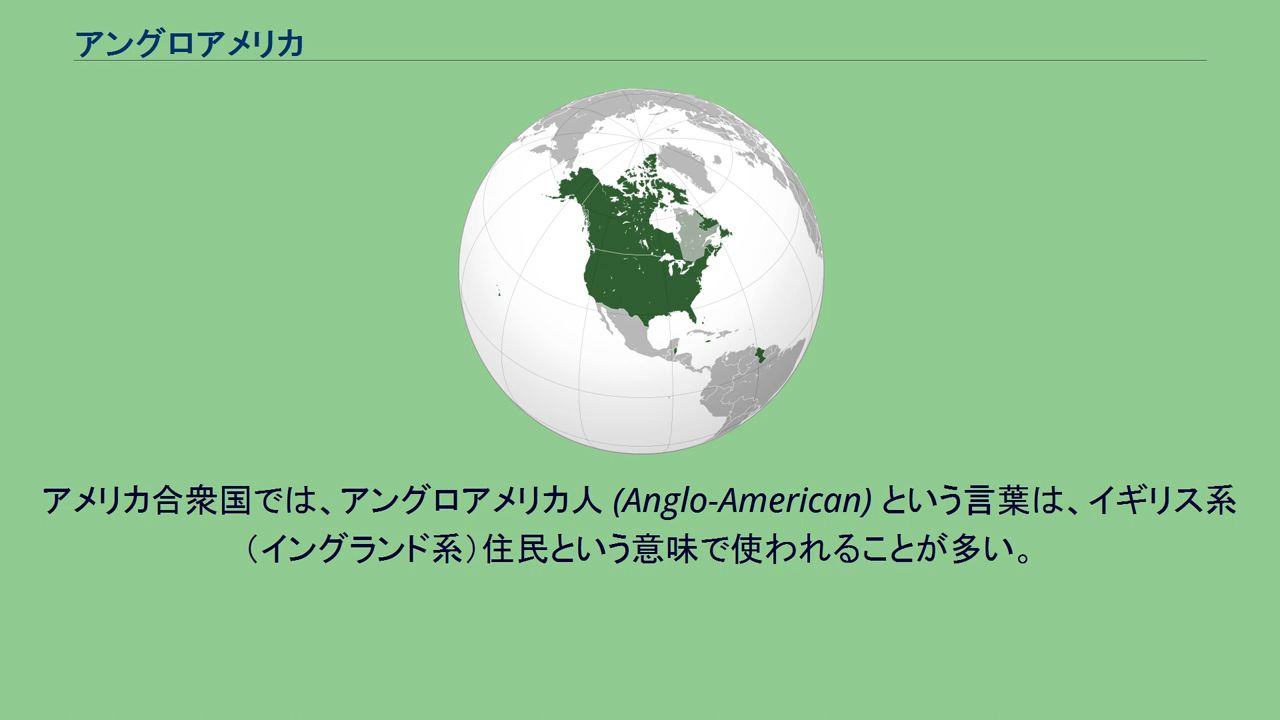 アングロアメリカ
アメリカ合衆国では、アングロアメリカ人 (Anglo-American) という言葉は、イギリス系
（イングランド系）住民という意味で使われることが多い。